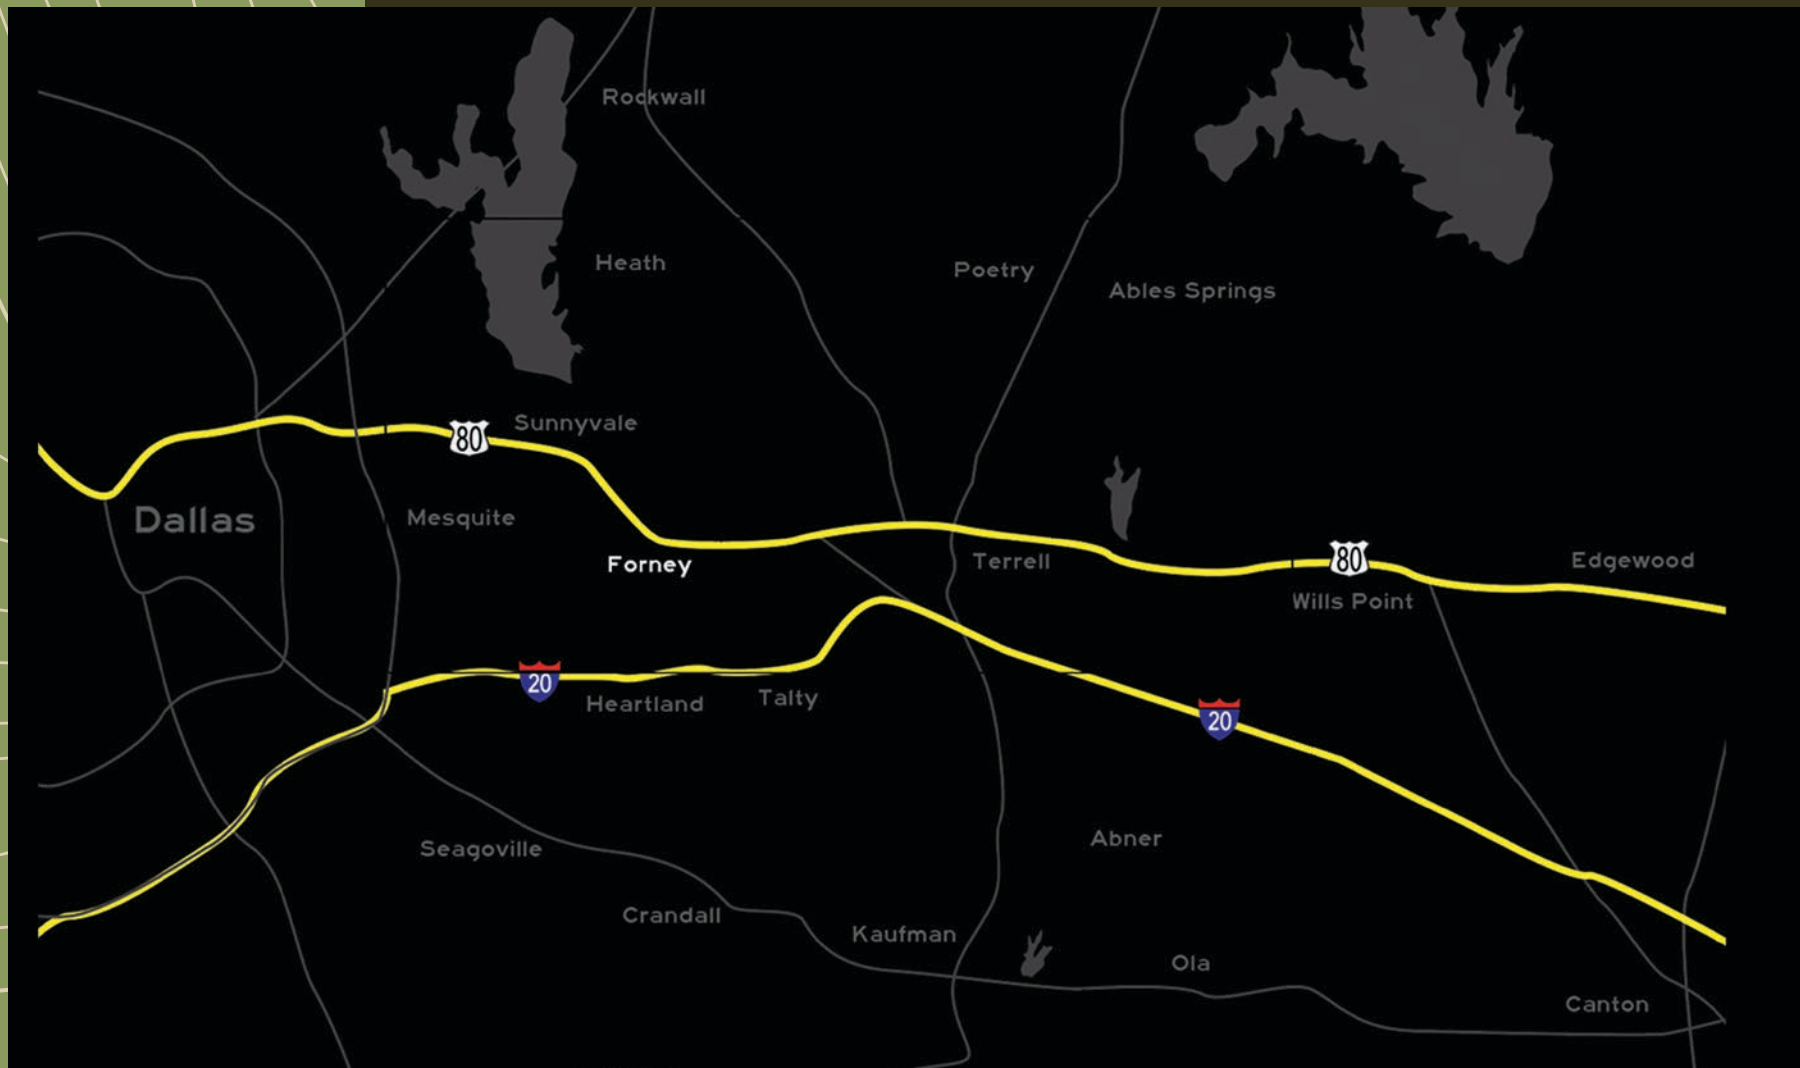 Rockwall
Heath
Poetry
Ables Springs
Sunnyvale
80
Dallas
Mesquite
Forney
Terrell
80
Edgewood
Wills Point
20
Heartland
Talty
20
Abner
Seagoville
Crandall
Kaufman
Ola
Canton